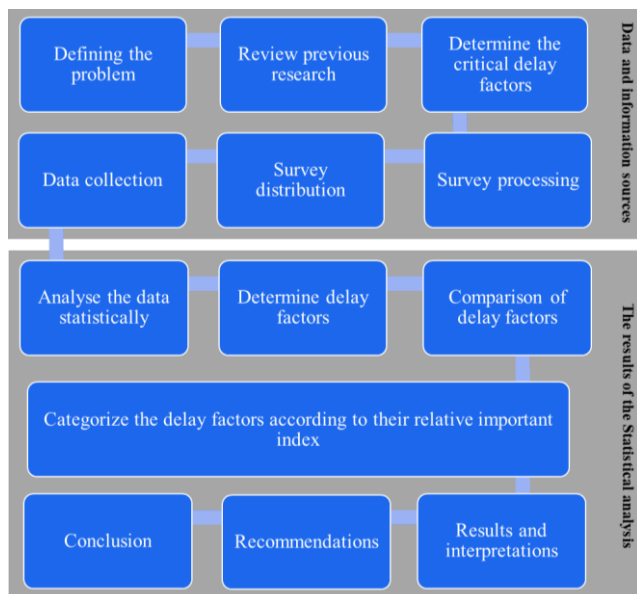 Defining the
problem
Review previous
research
Determine the
critical delay
factors
Data collection
Survey
distribution
Survey processing
Data and information sources
Analyse the data
statistically
Determine delay
factors
Comparison of
delay factors
Categorize the delay factors according to their relative important
index
Conclusion
Recommendations
Results and
interpretations
The results of the Statistical analysis